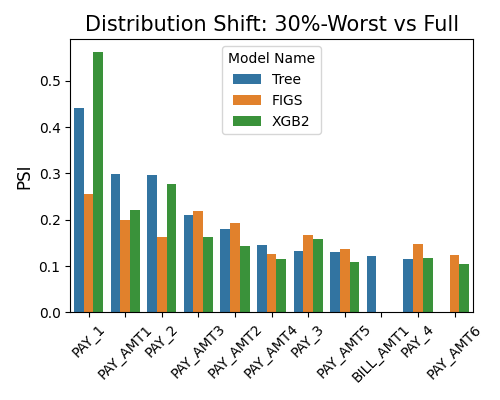 Distribution Shift: 30%-Worst vs Full
Model Name
Tree
FIGS
XGB2
PSI
0.5
0.4
0.3
0.2
0.1
0.0
PAY_1
PAY_AMT1
PAY_2
PAY_AMT3
PAY_AMT2
PAY_AMT4
PAY_3
PAY_AMT5
BILL_AMT1
PAY_4
PAY_AMT6